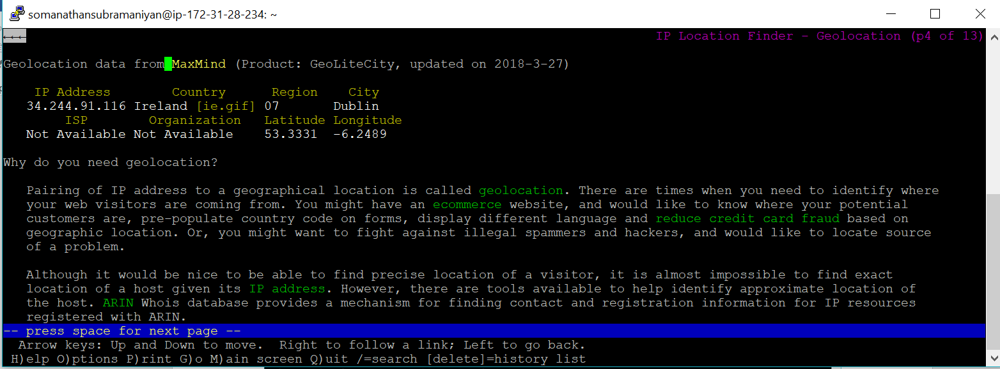 somanathansubramaniyan@ip-172-31-28-234: ~
←←← IP Location Finder - Geolocation (p4 of 13)
Geolocation data from MaxMind (Product: GeoLiteCity, updated on 2018-3-27)
IP Address Country Region City
34.244.91.116 Ireland [ie.gif] 07 Dublin
ISP Organization Latitude Longitude
Not Available Not Available 53.3331 -6.2489
Why do you need geolocation?
Pairing of IP address to a geographical location is called geolocation. There are times when you need to identify where
your web visitors are coming from. You might have an ecommerce website, and would like to know where your potential
customers are, pre-populate country code on forms, display different language and reduce credit card fraud based on
geographic location. Or, you might want to fight against illegal spammers and hackers, and would like to locate source
of a problem.
Although it would be nice to be able to find precise location of a visitor, it is almost impossible to find exact
location of a host given its IP address. However, there are tools available to help identify approximate location of
the host. ARIN Whois database provides a mechanism for finding contact and registration information for IP resources
registered with ARIN.
-- press space for next page --
Arrow keys: Up and Down to move. Right to follow a link; Left to go back.
H)elp O)ptions P)rint G)o M)ain screen Q)uit /=search [delete]=history list